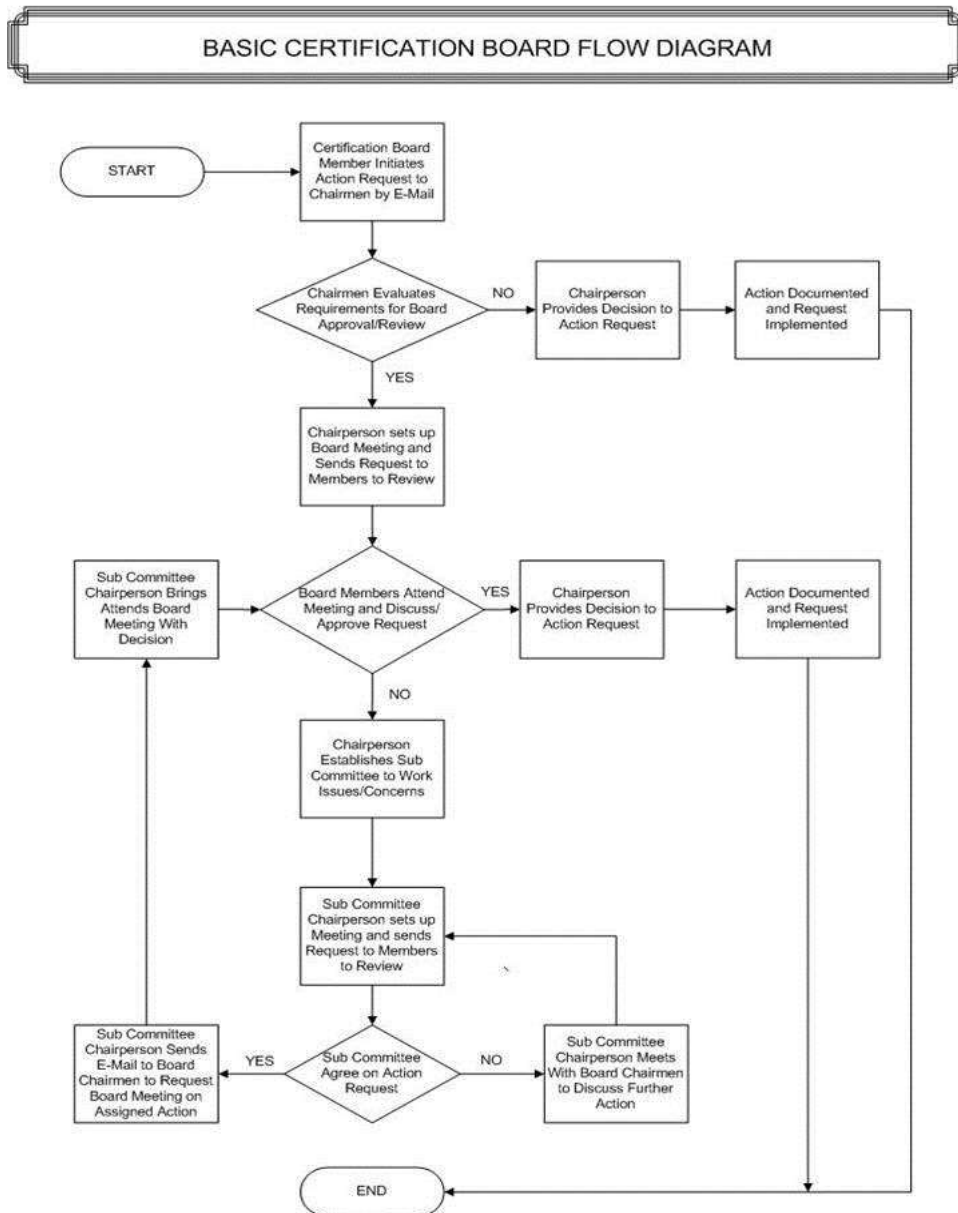 BASIC CERTIFICATION BOARD FLOW DIAGRAM
START
Certification Board
Member Initiates
Action Request to
Chairmen by E-Mail
Chairmen Evaluates
Requirements for Board
Approval/Review
NO
Chairperson
Provides Decision to
Action Request
Action Documented
and Request
Implemented
YES
Chairperson sets up
Board Meeting and
Sends Request to
Members to Review
Sub Committee
Chairperson Brings
Attends Board
Meeting With
Decision
Board Members Attend
Meeting and Discuss/
Approve Request
YES
Chairperson
Provides Decision to
Action Request
Action Documented
and Request
Implemented
NO
Chairperson
Establishes Sub
Committee to Work
Issues/Concerns
Sub Committee
Chairperson sets up
Meeting and sends
Request to Members
to Review
Sub Committee
Chairperson Sends
E-Mail to Board
Chairmen to Request
Board Meeting on
Assigned Action
YES
Sub Committee
Agree on Action
Request
NO
Sub Committee
Chairperson Meets
With Board Chairmen
to Discuss Further
Action
END